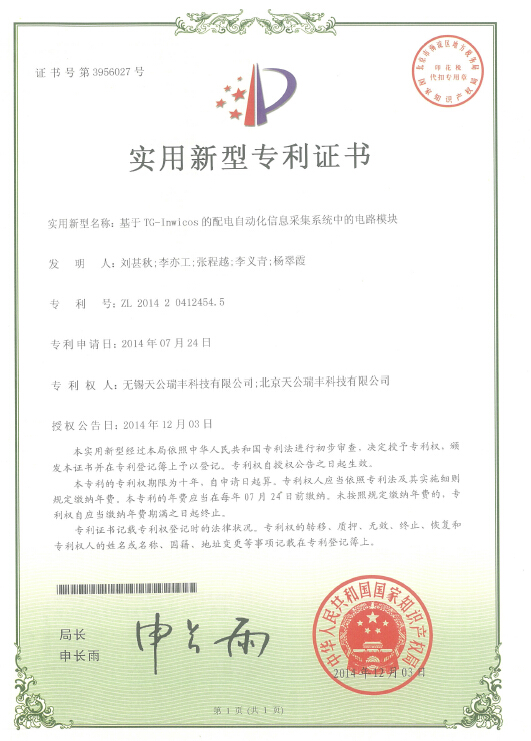 证书号第3956027号
北京市海淀区地方税务局
印花税
代扣专用章
国家知识产权局
实用新型专利证书
实用新型名称：基于TG-Inwicos的配电自动化信息采集系统中的电路模块
发明人：刘甚秋;李亦工;张程越;李义青;杨翠霞
专利号：ZL 2014 2 0412454.5
专利申请日：2014年07月24日
专利权人：无锡天公瑞丰科技有限公司;北京天公瑞丰科技有限公司
授权公告日：2014年12月03日
本实用新型经过本局依照中华人民共和国专利法进行初步审查，决定授予专利权，颁
发本证书并在专利登记簿上予以登记。专利权自授权公告之日起生效。
本专利的专利权期限为十年，自申请日起算。专利权人应当依照专利法及其实施细则
规定缴纳年费。本专利的年费应当在每年07月24日前缴纳。未按照规定缴纳年费的，专
利权自应当缴纳年费期满之日起终止。
专利证书记载专利权登记时的法律状况。专利权的转移、质押、无效、终止、恢复和
专利权人的姓名或名称、国籍、地址变更等事项记载在专利登记簿上。
局长
申长雨
申长雨
中华人民共和国国家知识产权局
2014年12月03日
第1页(共1页)